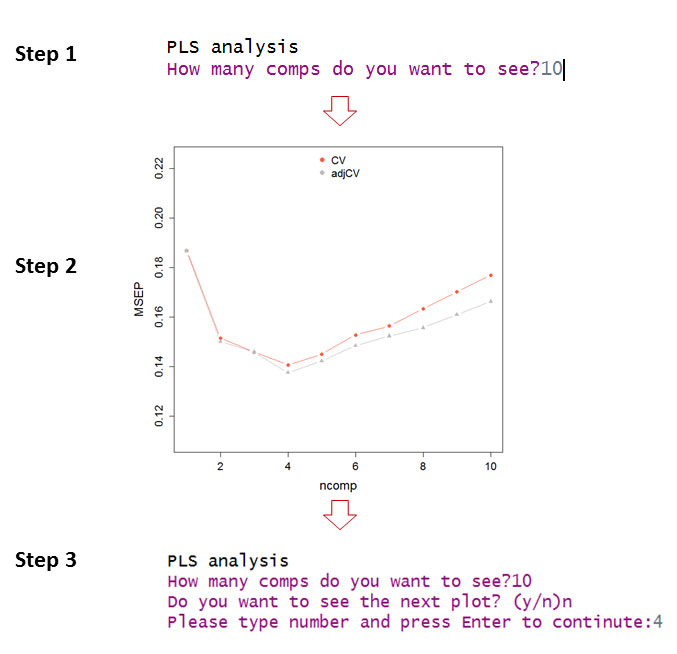 Step 1
PLS analysis
How many comps do you want to see?10
Step 2
CV
adjCV
0.22
0.20
0.18
0.16
0.14
0.12
MSEP
2 4 6 8 10
ncomp
Step 3
PLS analysis
How many comps do you want to see?10
Do you want to see the next plot? (y/n)n
Please type number and press Enter to continute:4